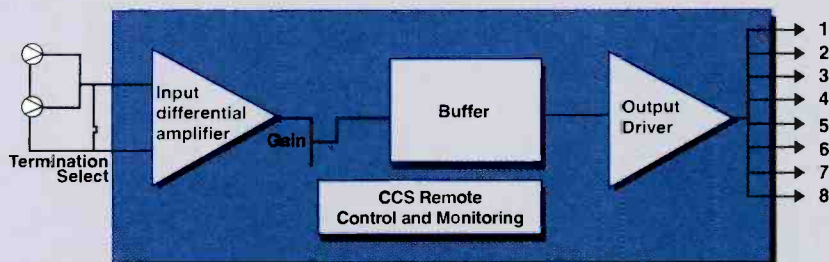 Input
differential
amplifier
Termination
Select
Gain
Buffer
CCS Remote
Control and Monitoring
Output
Driver
1
2
3
4
5
6
7
8